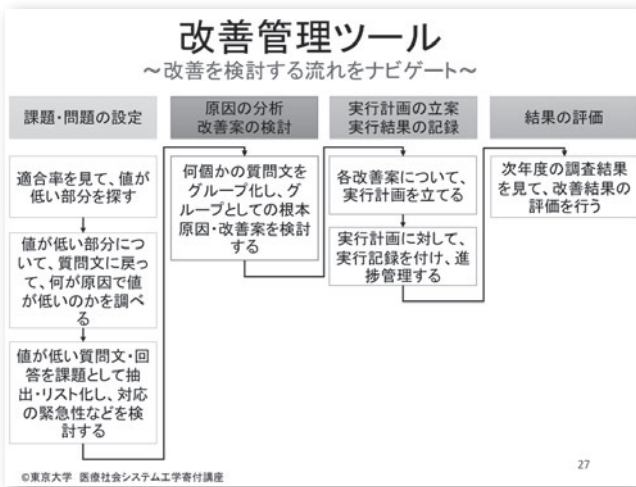 改善管理ツール
~改善を検討する流れをナビゲート~
課題・問題の設定
適合率を見て、値が
低い部分を探す
値が低い部分につ
いて、質問文に戻っ
て、何が原因で値
が低いのかを調べ
る
値が低い質問文・回
答を課題として抽
出・リスト化し、対応
の緊急性などを検
討する
原因の分析
改善案の検討
何個かの質問文を
グループ化し、グ
ループとしての根本
原因・改善案を検討
する
実行計画の立案
実行結果の記録
各改善案について、
実行計画を立てる
実行計画に対して、
実行記録を付け、進
捗管理する
結果の評価
次年度の調査結果
を見て、改善結果の
評価を行う
©東京大学 医療社会システム工学寄付講座
27